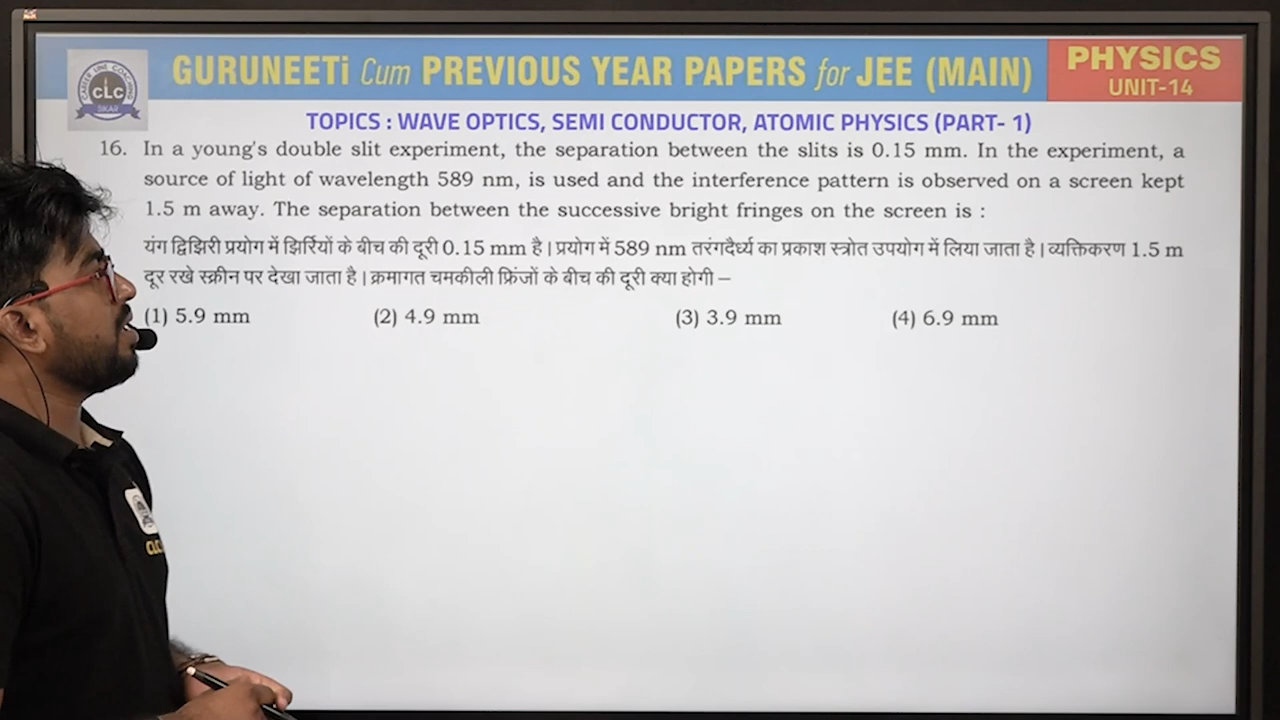 GURUNEETi Cum PREVIOUS YEAR PAPERS for JEE (MAIN)
PHYSICS
UNIT-14
CLC
SIKAR
TOPICS : WAVE OPTICS, SEMI CONDUCTOR, ATOMIC PHYSICS (PART- 1)
16. In a young's double slit experiment, the separation between the slits is 0.15 mm. In the experiment, a
source of light of wavelength 589 nm, is used and the interference pattern is observed on a screen kept
1.5 m away. The separation between the successive bright fringes on the screen is :
यंग द्विझिरी प्रयोग में झिर्रियों के बीच की दूरी 0.15 mm है। प्रयोग में 589 nm तरंगदैर्ध्य का प्रकाश स्त्रोत उपयोग में लिया जाता है। व्यक्तिकरण 1.5 m
दूर रखे स्क्रीन पर देखा जाता है। क्रमागत चमकीली फ्रिंजों के बीच की दूरी क्या होगी –
(1) 5.9 mm (2) 4.9 mm (3) 3.9 mm (4) 6.9 mm